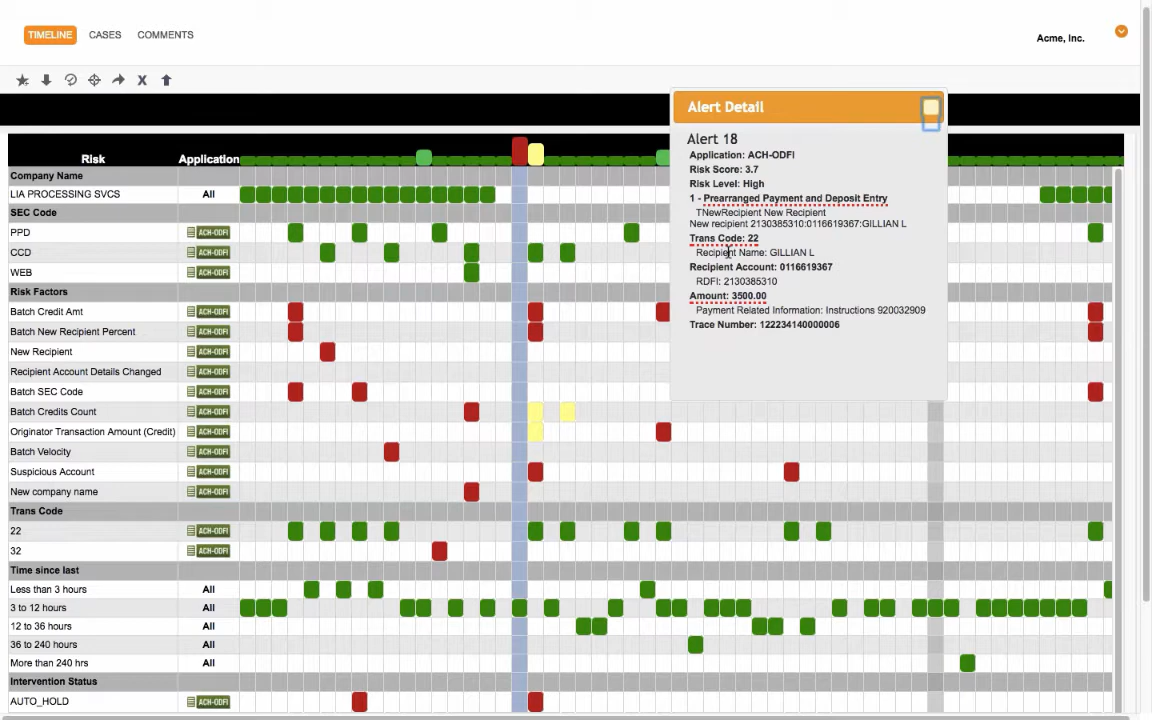 TIMELINE CASES COMMENTS
Acme, Inc.
Alert Detail
Alert 18
Application: ACH-ODFI
Risk Score: 3.7
Risk Level: High
1 - Prearranged Payment and Deposit Entry
TNewRecipient New Recipient
New recipient 2130385310:0116619367:GILLIAN L
Trans Code: 22
Recipient Name: GILLIAN L
Recipient Account: 0116619367
RDFI: 2130385310
Amount: 3500.00
Payment Related Information: Instructions 920032909
Trace Number: 122234140000006
Risk Application
Company Name
LIA PROCESSING SVCS All
SEC Code
PPD ACH-ODFI
CCD ACH-ODFI
WEB ACH-ODFI
Risk Factors
Batch Credit Amt ACH-ODFI
Batch New Recipient Percent ACH-ODFI
New Recipient ACH-ODFI
Recipient Account Details Changed ACH-ODFI
Batch SEC Code ACH-ODFI
Batch Credits Count ACH-ODFI
Originator Transaction Amount (Credit) ACH-ODFI
Batch Velocity ACH-ODFI
Suspicious Account ACH-ODFI
New company name ACH-ODFI
Trans Code
22 ACH-ODFI
32 ACH-ODFI
Time since last
Less than 3 hours All
3 to 12 hours All
12 to 36 hours All
36 to 240 hours All
More than 240 hrs All
Intervention Status
AUTO_HOLD ACH-ODFI